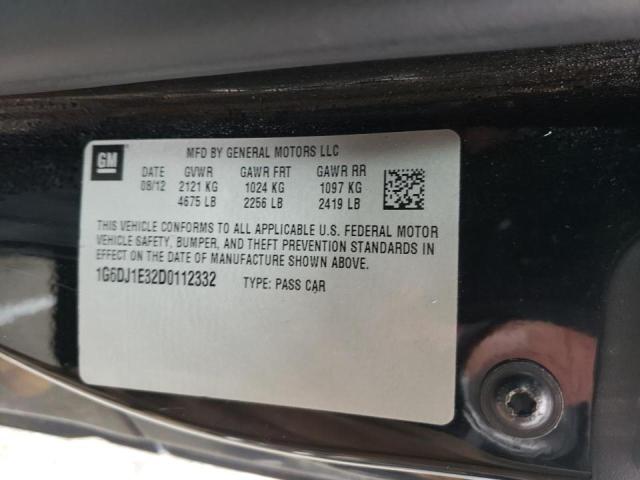 GM
MFD BY GENERAL MOTORS LLC
DATE GVWR GAWR FRT GAWR RR
08/12 2121 KG 1024 KG 1097 KG
4675 LB 2256 LB 2419 LB
THIS VEHICLE CONFORMS TO ALL APPLICABLE U.S. FEDERAL MOTOR
VEHICLE SAFETY, BUMPER, AND THEFT PREVENTION STANDARDS IN
EFFECT ON THE DATE OF MANUFACTURE SHOWN ABOVE.
1G6DJ1E32D0112332 TYPE: PASS CAR